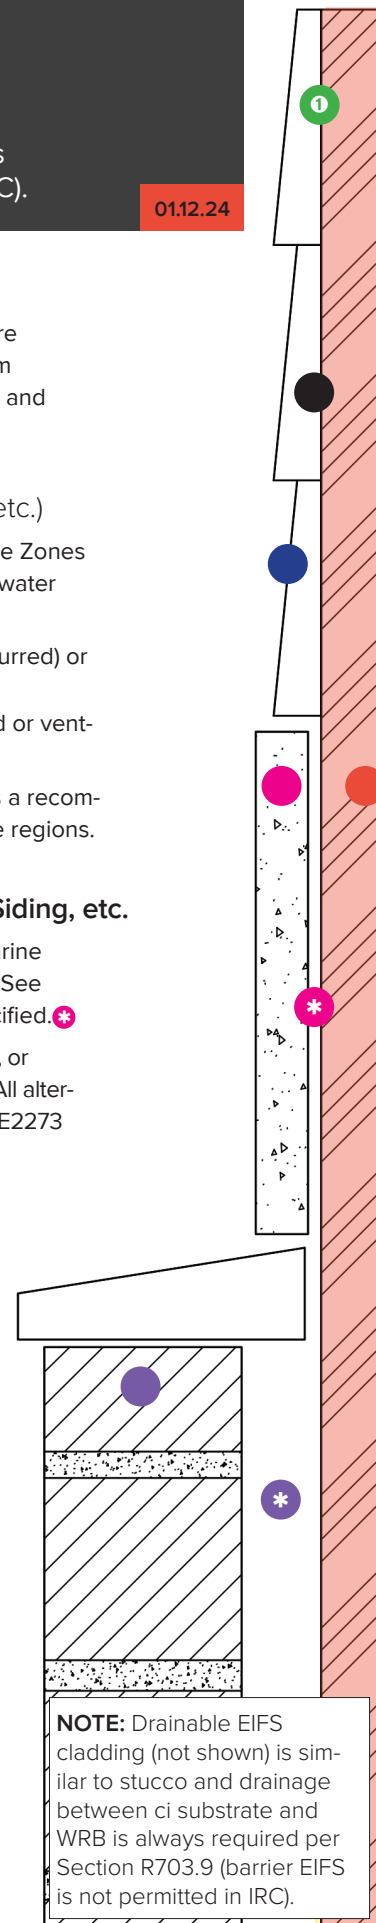 s
C).
01.12.24
1
re
m
and
etc.)
e Zones
water
urred) or
d or vent-
s a recom-
e regions.
Siding, etc.
rine
See
cified.*
*
, or
All alter-
E2273
*
NOTE: Drainable EIFS
cladding (not shown) is sim-
ilar to stucco and drainage
between ci substrate and
WRB is always required per
Section R703.9 (barrier EIFS
is not permitted in IRC).